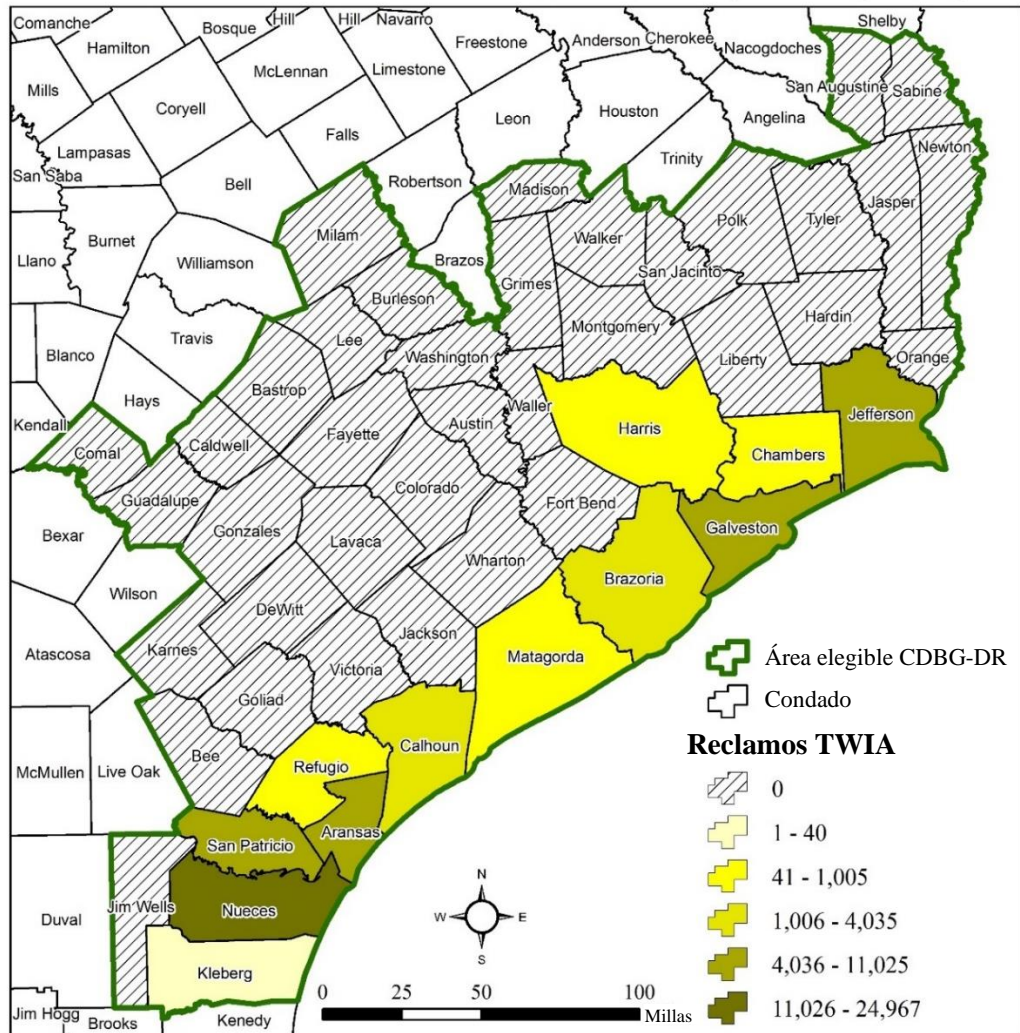 Comanche
Bosque
Hill
Hill
Navarro
Shelby
Hamilton
Freestone
Anderson
Cherokee
Nacogdoches
McLennan
Limestone
Mills
San Augustine
Sabine
Coryell
Leon
Houston
Angelina
Falls
Lampasas
Trinity
Newton
San Saba
Bell
Robertson
Madison
Jasper
Polk
Tyler
Milam
Walker
Burnet
Llano
Williamson
Brazos
San Jacinto
Grimes
Burleson
Hardin
Montgomery
Travis
Lee
Liberty
Blanco
Washington
Orange
Bastrop
Hays
Waller
Jefferson
Kendall
Austin
Harris
Fayette
Caldwell
Comal
Chambers
Colorado
Guadalupe
Fort Bend
Galveston
Bexar
Gonzales
Lavaca
Wharton
Brazoria
Wilson
DeWitt
Jackson
Atascosa
Karnes
Matagorda
Victoria
Goliad
Calhoun
Bee
Refugio
McMullen
Live Oak
Aransas
San Patricio
Duval
Jim Wells
Nueces
Kleberg
Jim Hogg
Brooks
Kenedy
Área elegible CDBG-DR
Condado
Reclamos TWIA
0
1 - 40
41 - 1,005
1,006 - 4,035
4,036 - 11,025
11,026 - 24,967
N
W E
S
0 25 50 100
Millas